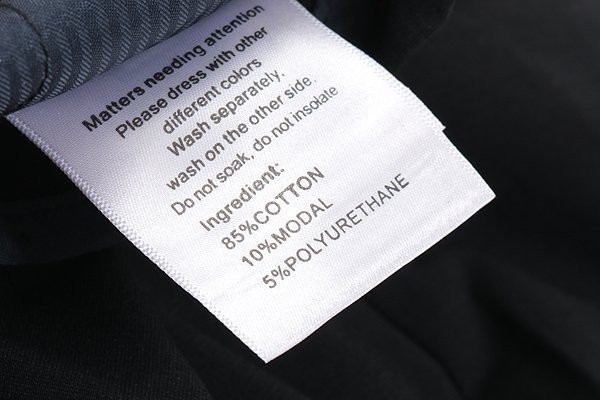 Matters needing attention
Please dress with other
different colors
Wash separately,
wash on the other side.
Do not soak, do not insolate
Ingredient:
85%COTTON
10%MODAL
5%POLYURETHANE